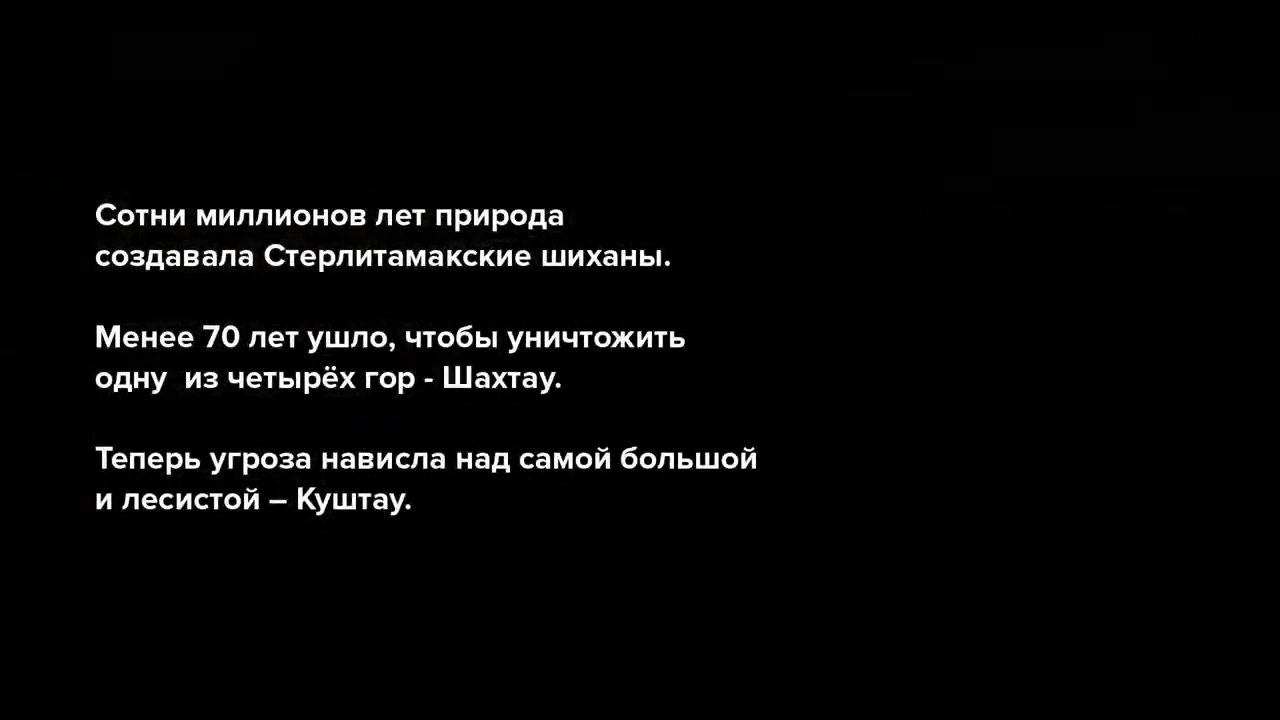 Сотни миллионов лет природа
создавала Стерлитамакские шиханы.
Менее 70 лет ушло, чтобы уничтожить
одну  из четырёх гор - Шахтау.
Теперь угроза нависла над самой большой
и лесистой – Куштау.